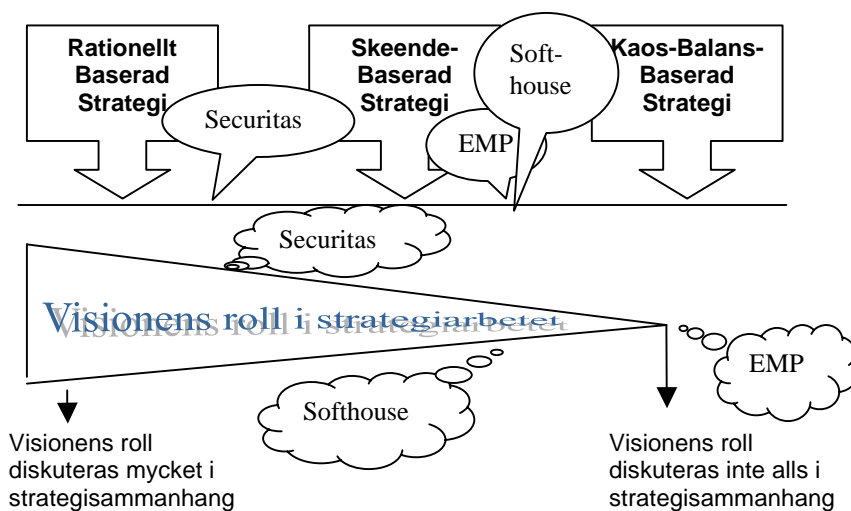 Rationellt
Baserad
Strategi
Securitas
Skeende-
Baserad
Strategi
EMP
Soft-
house
Kaos-Balans-
Baserad
Strategi
Securitas
Visionens roll i strategiarbetet
Softhouse
EMP
Visionens roll
diskuteras mycket i
strategisammanhang
Visionens roll
diskuteras inte alls i
strategisammanhang